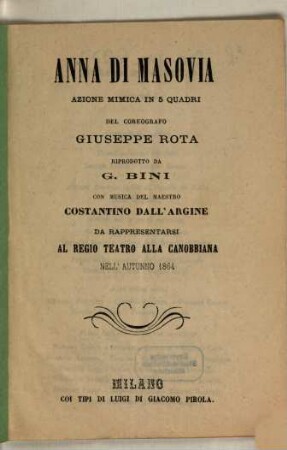 ANNA DI MASOVIA
AZIONE MIMICA IN 5 QUADRI
DEL COREOGRAFO
GIUSEPPE ROTA
RIPRODOTTO DA
G. BINI
CON MUSICA DEL MAESTRO
COSTANTINO DALL'ARGINE
DA RAPPRESENTARSI
AL REGIO TEATRO ALLA CANOBBIANA
NELL' AUTUNNO 1864
MILANO
COI TIPI DI LUIGI DI GIACOMO PIROLA.